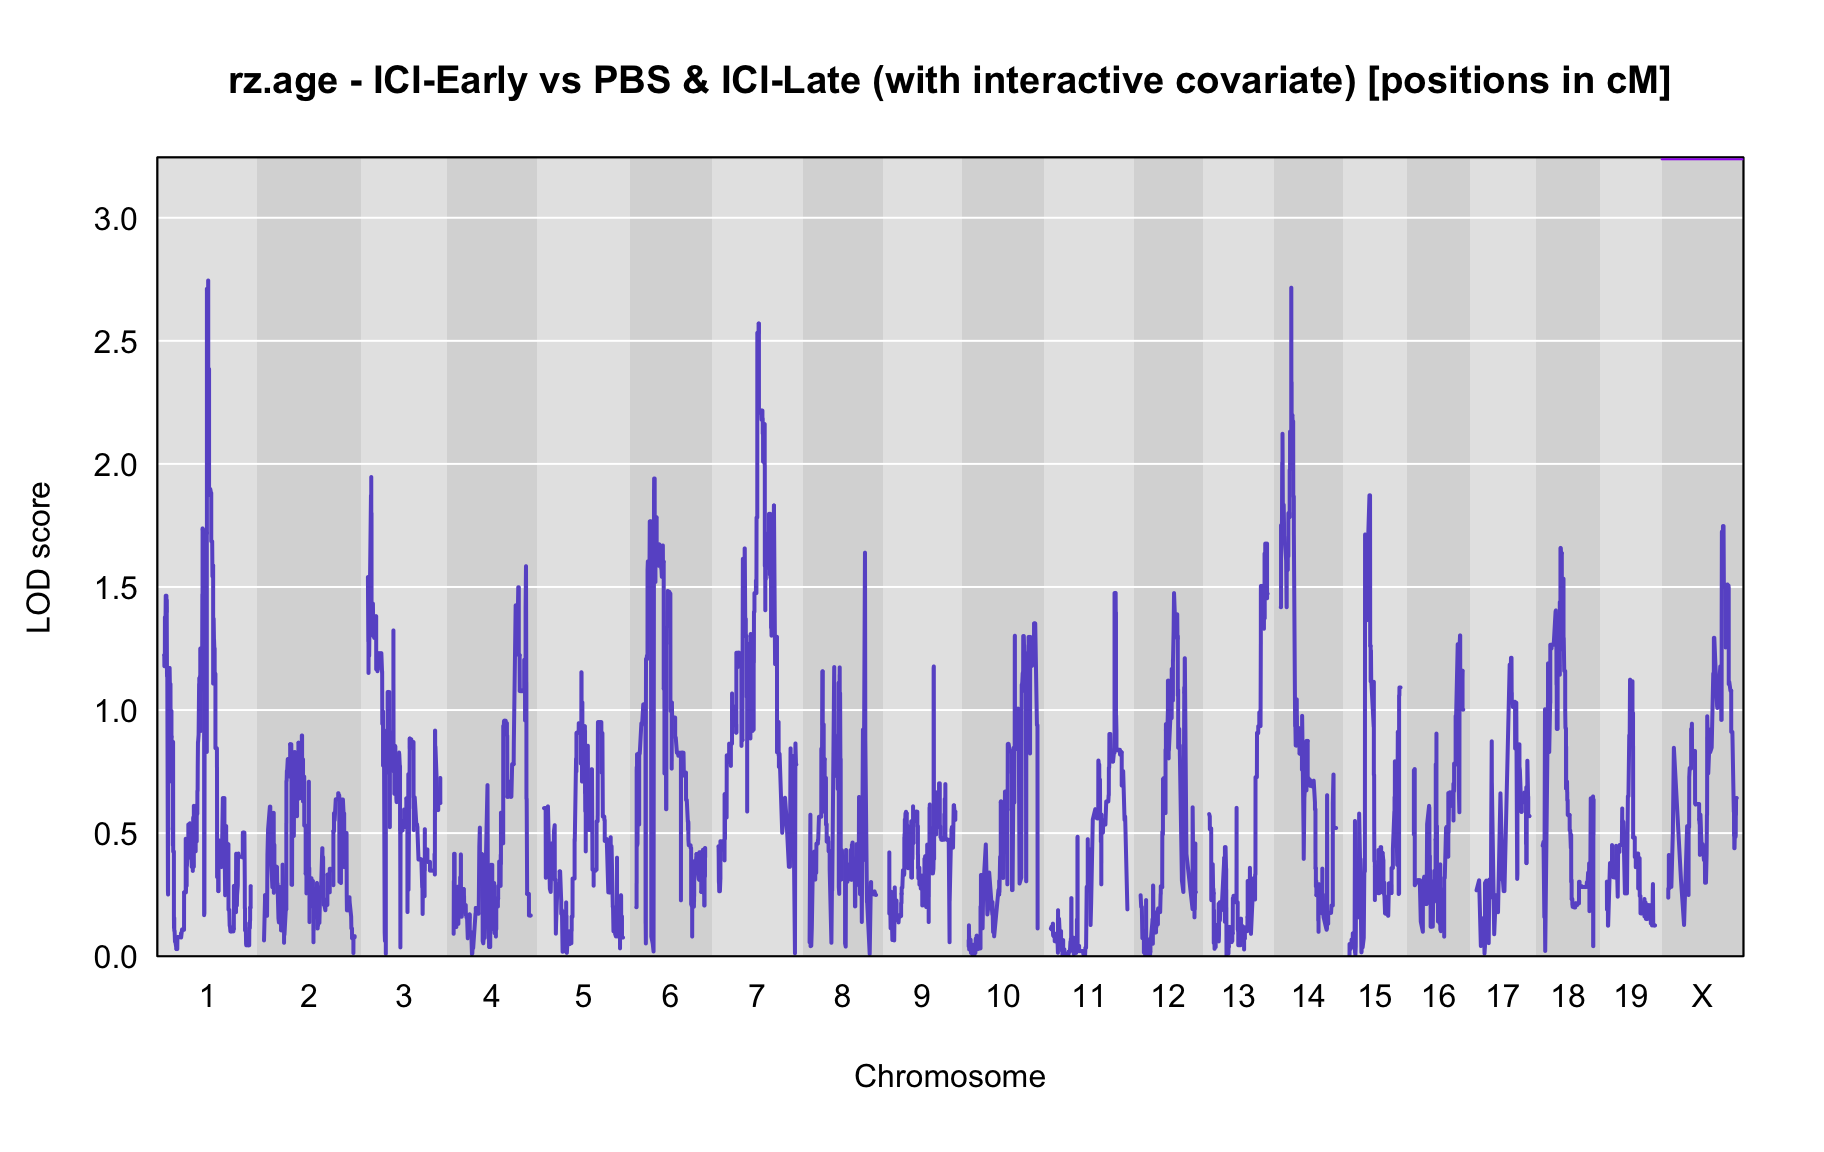 rz.age - ICI-Early vs PBS & ICI-Late (with interactive covariate) [positions in cM]
3.0
2.5
2.0
1.5
1.0
0.5
0.0
LOD score
1 2 3 4 5 6 7 8 9 10 11 12 13 14 15 16 17 18 19 X
Chromosome